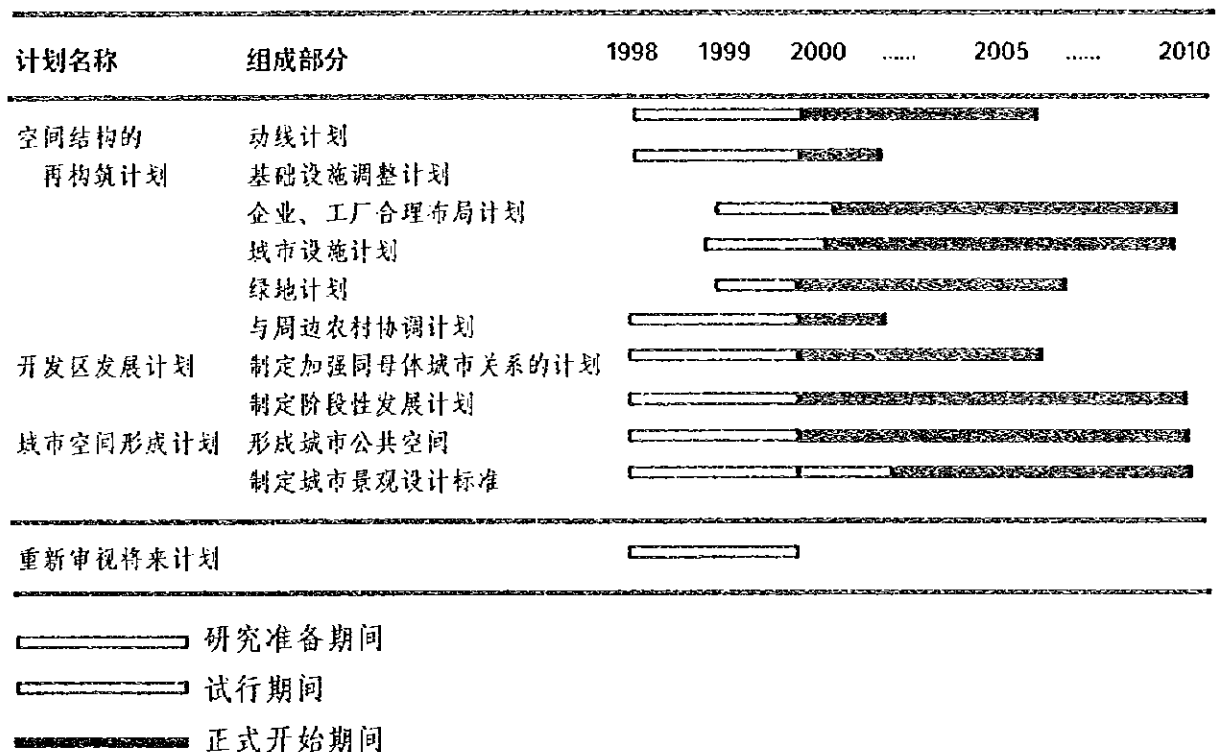 计划名称 组成部分 1998 1999 2000 …… 2005 …… 2010
空间结构的 动线计划
再构筑计划 基础设施调整计划
企业、工厂合理布局计划
城市设施计划
绿地计划
与周边农村协调计划
开发区发展计划 制定加强同母体城市关系的计划
制定阶段性发展计划
城市空间形成计划 形成城市公共空间
制定城市景观设计标准
重新审视将来计划
研究准备期间
试行期间
正式开始期间